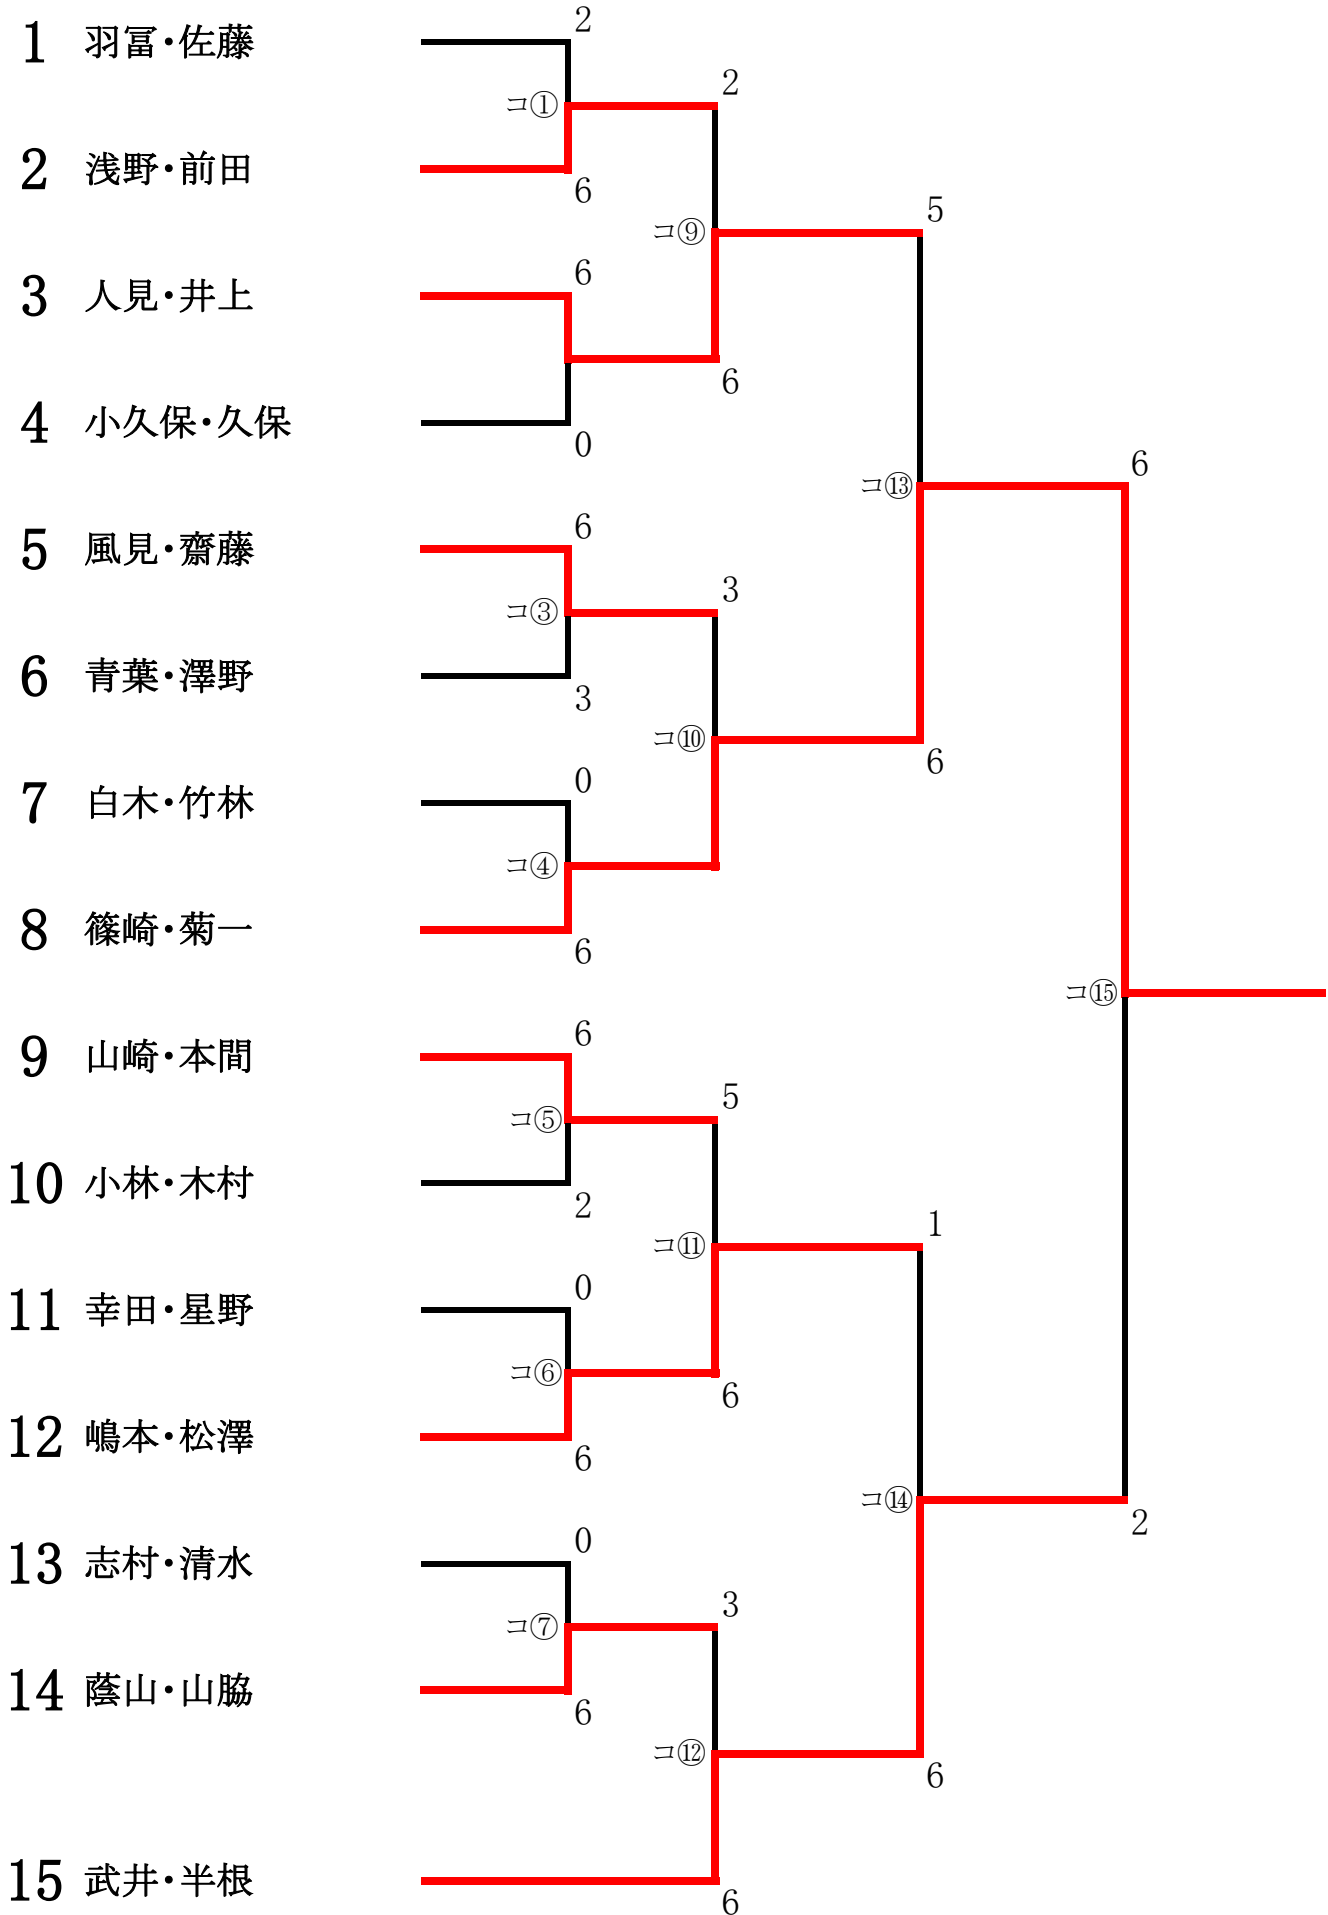 2
1 羽冨・佐藤
2
コ①
2 浅野・前田
6
コ⑨
5
6
3 人見・井上
6
4 小久保・久保
0
6
コ⑬
5 風見・齋藤
6
3
コ③
6 青葉・澤野
3
コ⑩
6
0
7 白木・竹林
コ④
8 篠崎・菊一
6
コ⑮
6
9 山崎・本間
5
コ⑤
10 小林・木村
2
1
コ⑪
0
11 幸田・星野
コ⑥
6
12 嶋本・松澤
6
コ⑭
2
0
13 志村・清水
3
コ⑦
14 蔭山・山脇
6
コ⑫
6
15 武井・半根
6